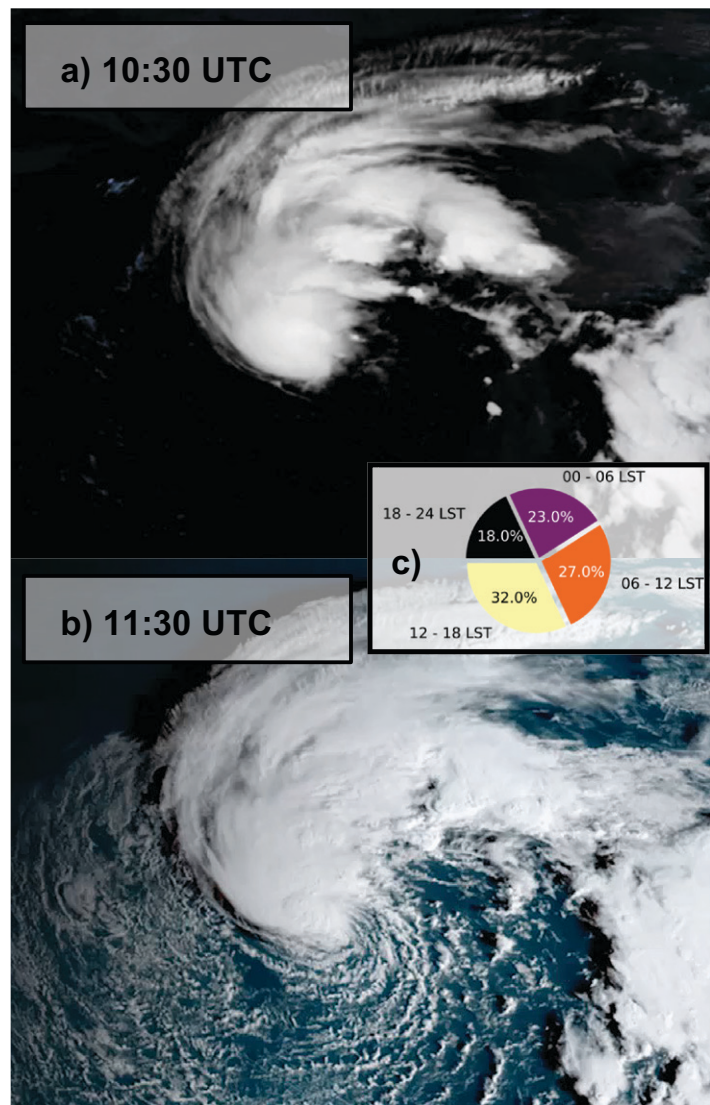 a) 10:30 UTC
00 - 06 LST
18 - 24 LST
23.0%
18.0%
c)
27.0%
06 - 12 LST
32.0%
b) 11:30 UTC
12 - 18 LST